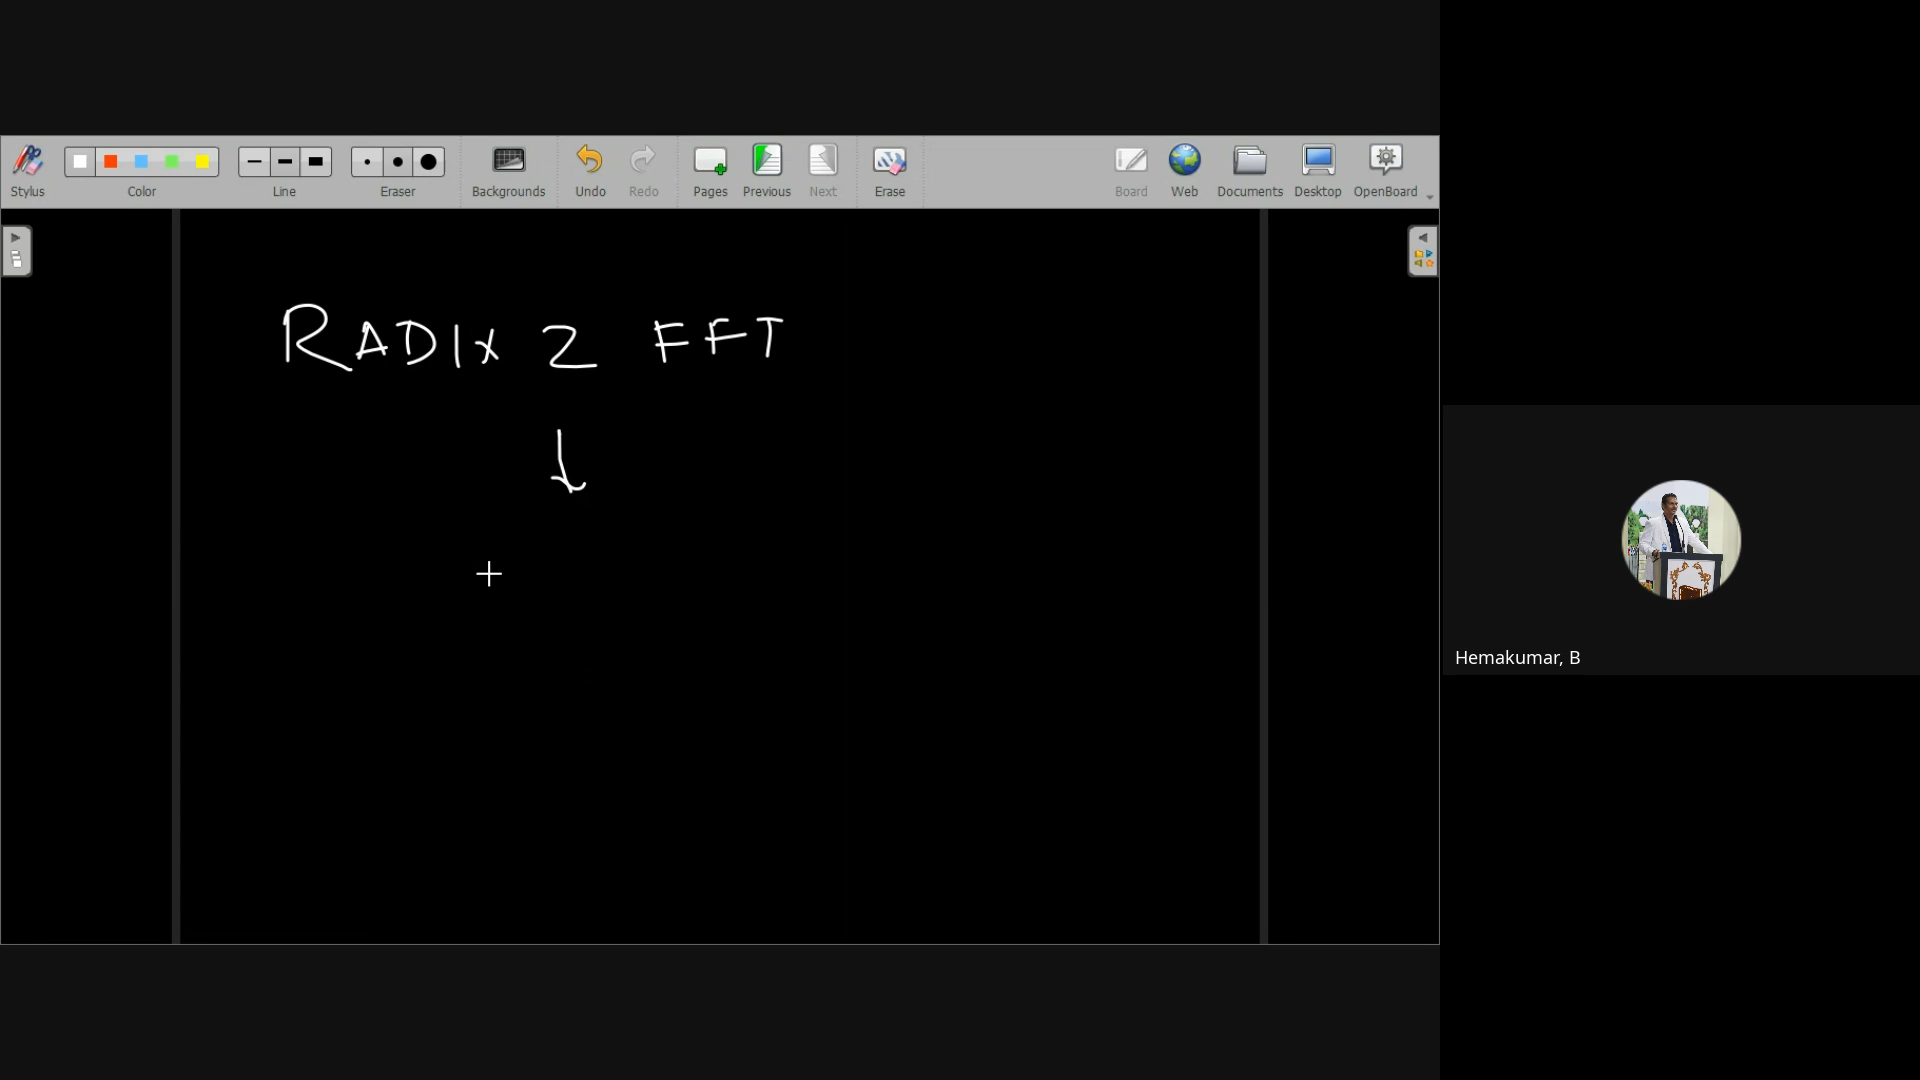 Stylus Color Line Eraser Backgrounds Undo Redo Pages Previous Next Erase Board Web Documents Desktop OpenBoard
RADIX 2 FFT
Hemakumar, B